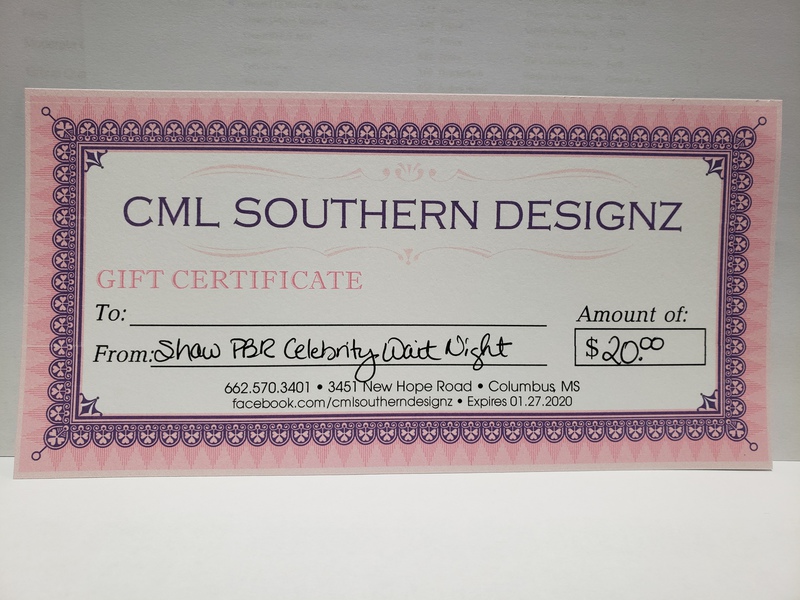 CML SOUTHERN DESIGNZ
GIFT CERTIFICATE
To:
Amount of:
From: Shaw PBR Celebrity Wait Night
$20.00
662.570.3401 • 3451 New Hope Road • Columbus, MS
facebook.com/cmlsoutherndesignz • Expires 01.27.2020